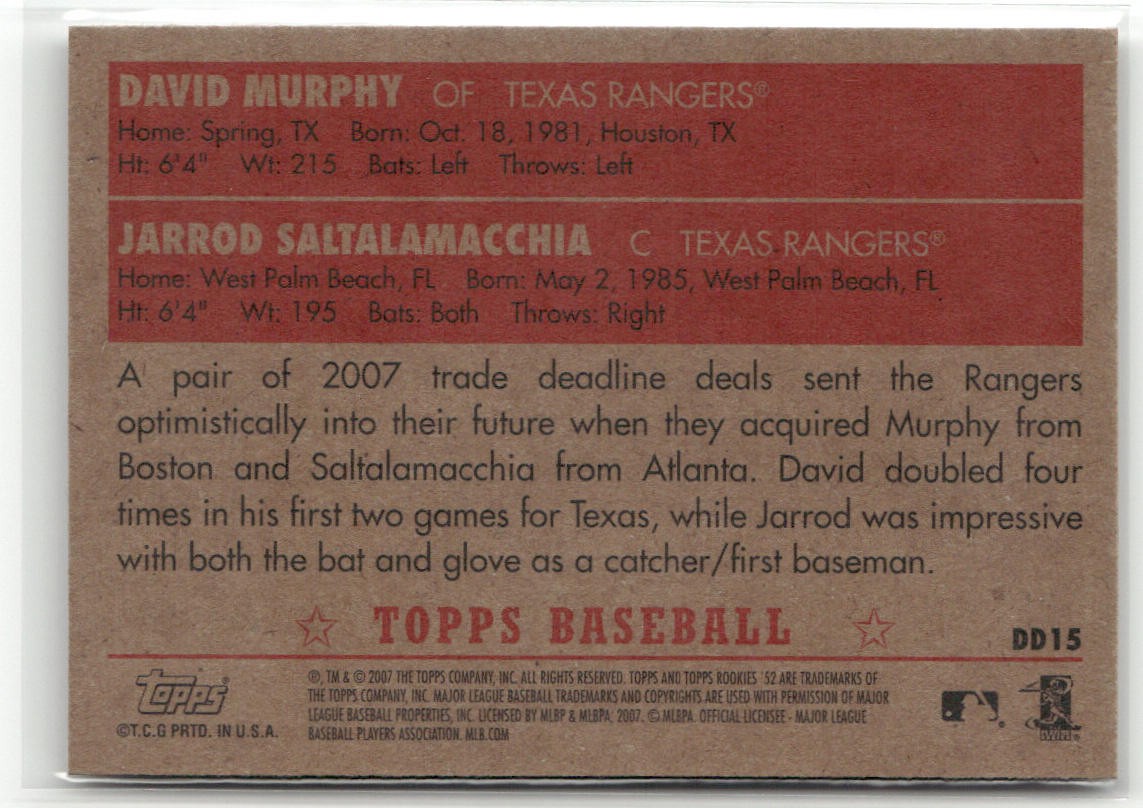 DAVID MURPHY OF TEXAS RANGERS®
Home: Spring, TX Born: Oct. 18, 1981, Houston, TX
Ht: 6'4" Wt: 215 Bats: Left Throws: Left
JARROD SALTALAMACCHIA C TEXAS RANGERS®
Home: West Palm Beach, FL Born: May 2, 1985, West Palm Beach, FL
Ht: 6'4" Wt: 195 Bats: Both Throws: Right
A pair of 2007 trade deadline deals sent the Rangers
optimistically into their future when they acquired Murphy from
Boston and Saltalamacchia from Atlanta. David doubled four
times in his first two games for Texas, while Jarrod was impressive
with both the bat and glove as a catcher/first baseman.
TOPPS BASEBALL
DD15
Topps®
©T.C.G PRTD. IN U.S.A.
®, TM & © 2007 THE TOPPS COMPANY, INC. ALL RIGHTS RESERVED. TOPPS AND TOPPS ROOKIES '52 ARE TRADEMARKS OF
THE TOPPS COMPANY, INC. MAJOR LEAGUE BASEBALL TRADEMARKS AND COPYRIGHTS ARE USED WITH PERMISSION OF MAJOR
LEAGUE BASEBALL PROPERTIES, INC. LICENSED BY MLBP & MLBPA, 2007. © MLBPA. OFFICIAL LICENSEE - MAJOR LEAGUE
BASEBALL PLAYERS ASSOCIATION. MLB.COM